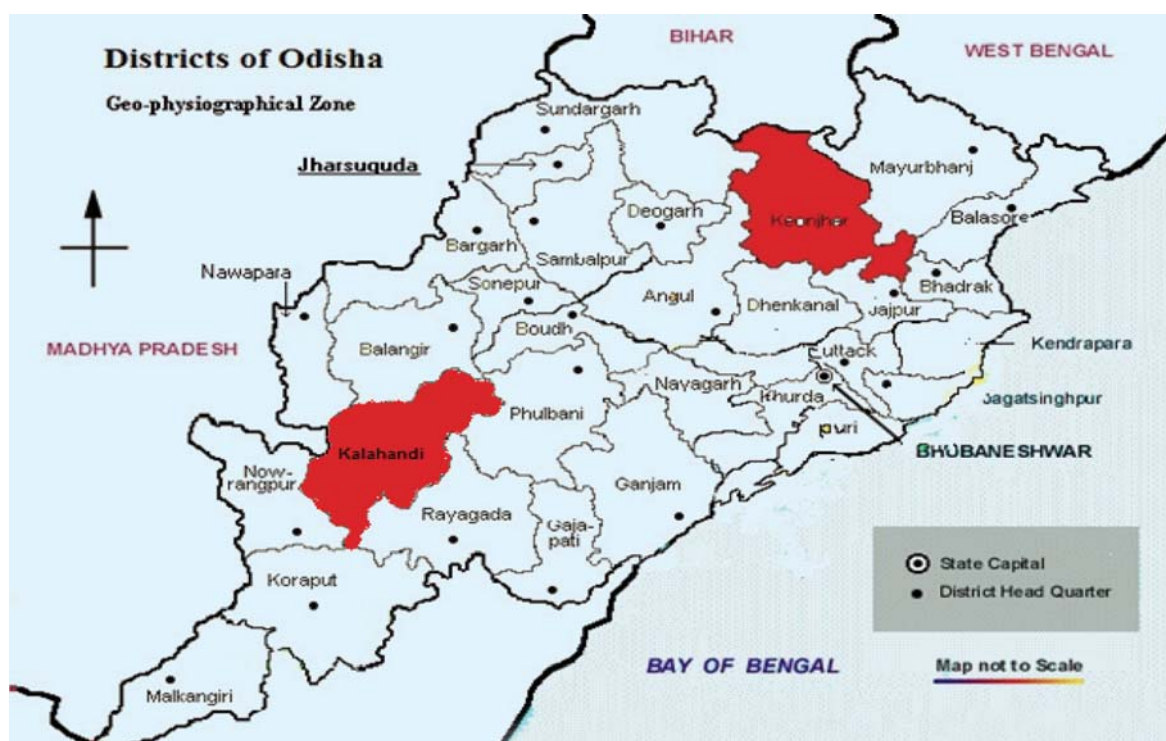 Districts of Odisha
Geo-physiographical Zone
BIHAR
WEST BENGAL
Sundargarh
Jharsuquda
Mayurbhanj
Deogarh
Keonjhar
Balasore
Bargarh
Sambalpur
Nawapara
Sonepur
Angul
Dhenkanal
Bhadrak
Jajpur
Boudh
MADHYA PRADESH
Balangir
Cuttack
Kendrapara
Nayagarh
Khurda
Jagatsinghpur
Phulbani
puri
BHUBANESHWAR
Kalahandi
Now-
rangpur
Ganjam
Rayagada
Gaja-
pati
Koraput
State Capital
District Head Quarter
BAY OF BENGAL
Map not to Scale
Malkangiri